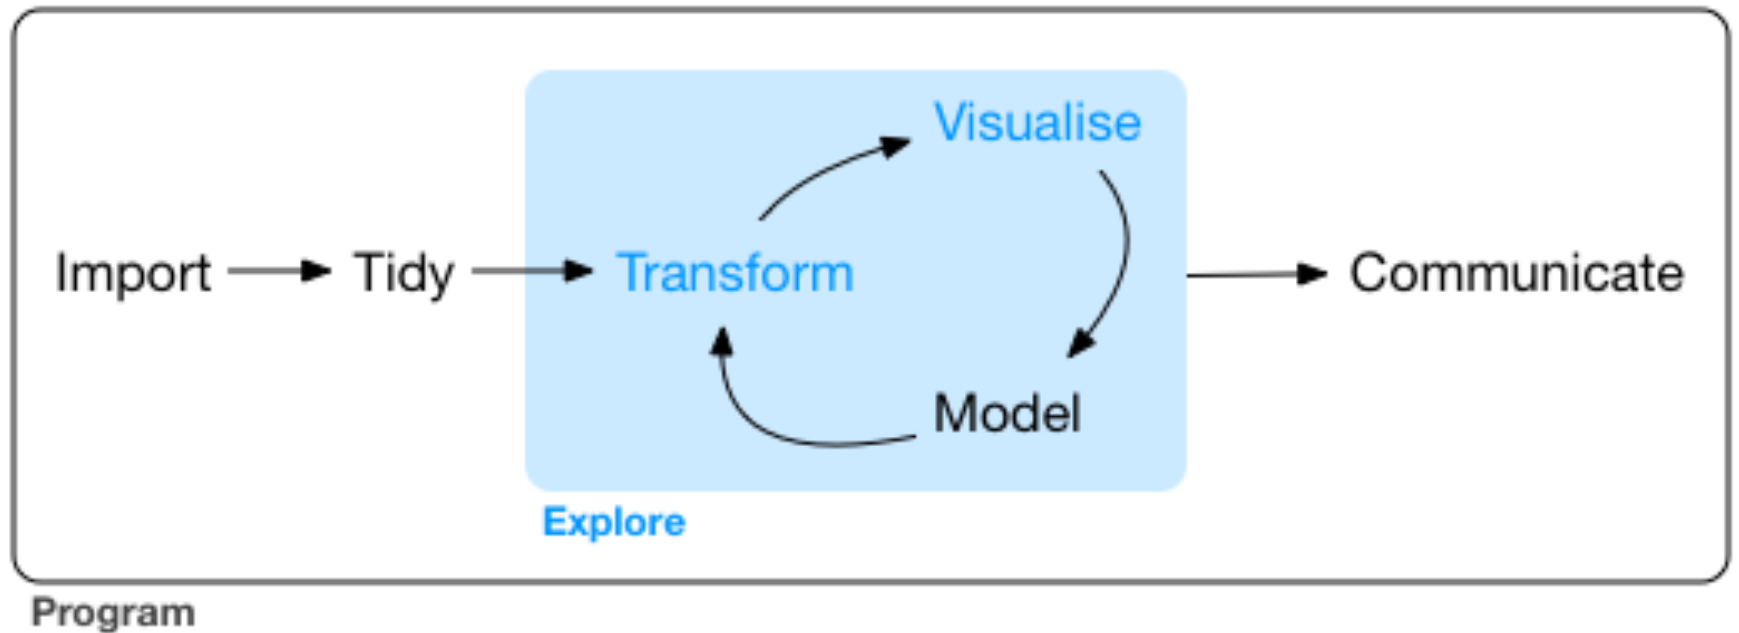 Visualise
Import Tidy Transform Communicate
Model
Explore
Program